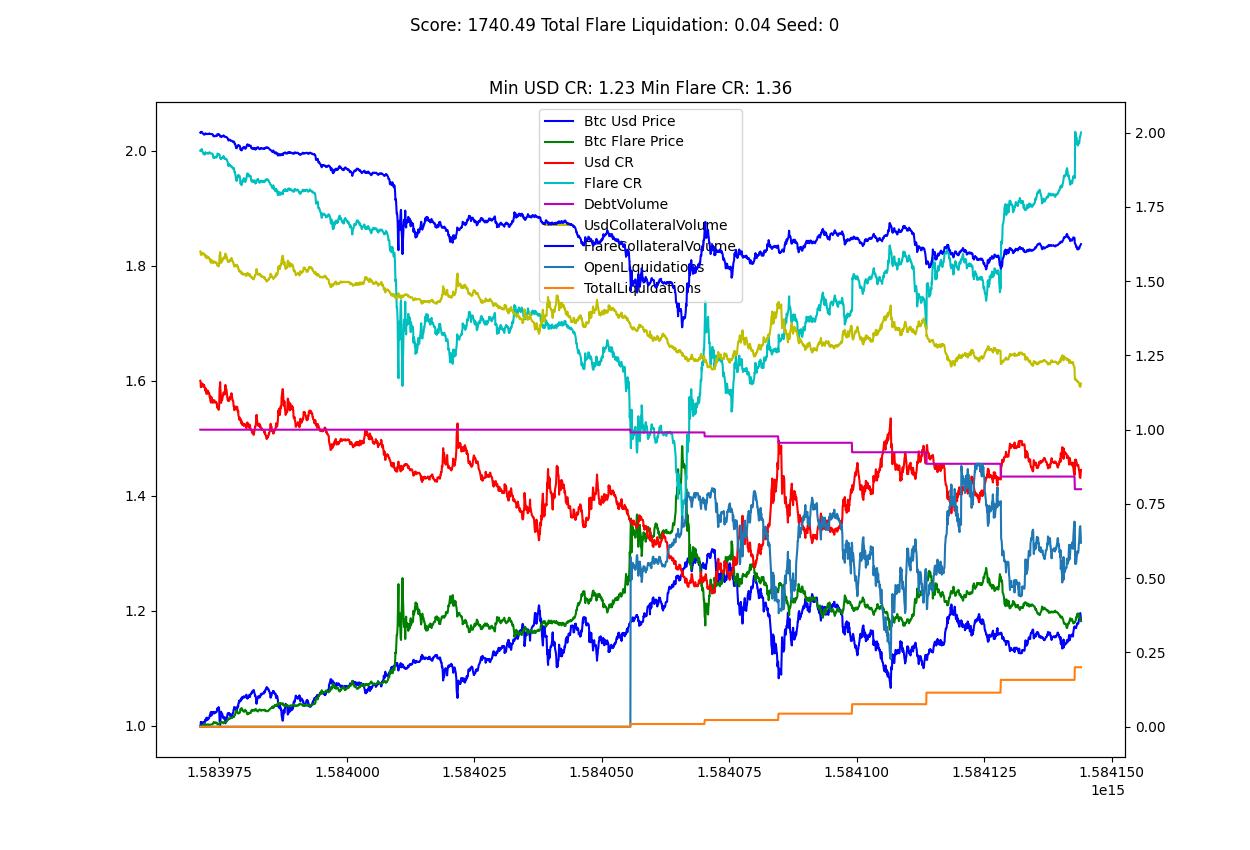 Score: 1740.49 Total Flare Liquidation: 0.04 Seed: 0
Min USD CR: 1.23 Min Flare CR: 1.36
Btc Usd Price
Btc Flare Price
Usd CR
Flare CR
DebtVolume
UsdCollateralVolume
FlareCollateralVolume
OpenLiquidations
TotalLiquidations
2.0
1.8
1.6
1.4
1.2
1.0
2.00
1.75
1.50
1.25
1.00
0.75
0.50
0.25
0.00
1.583975 1.584000 1.584025 1.584050 1.584075 1.584100 1.584125 1.584150
1e15